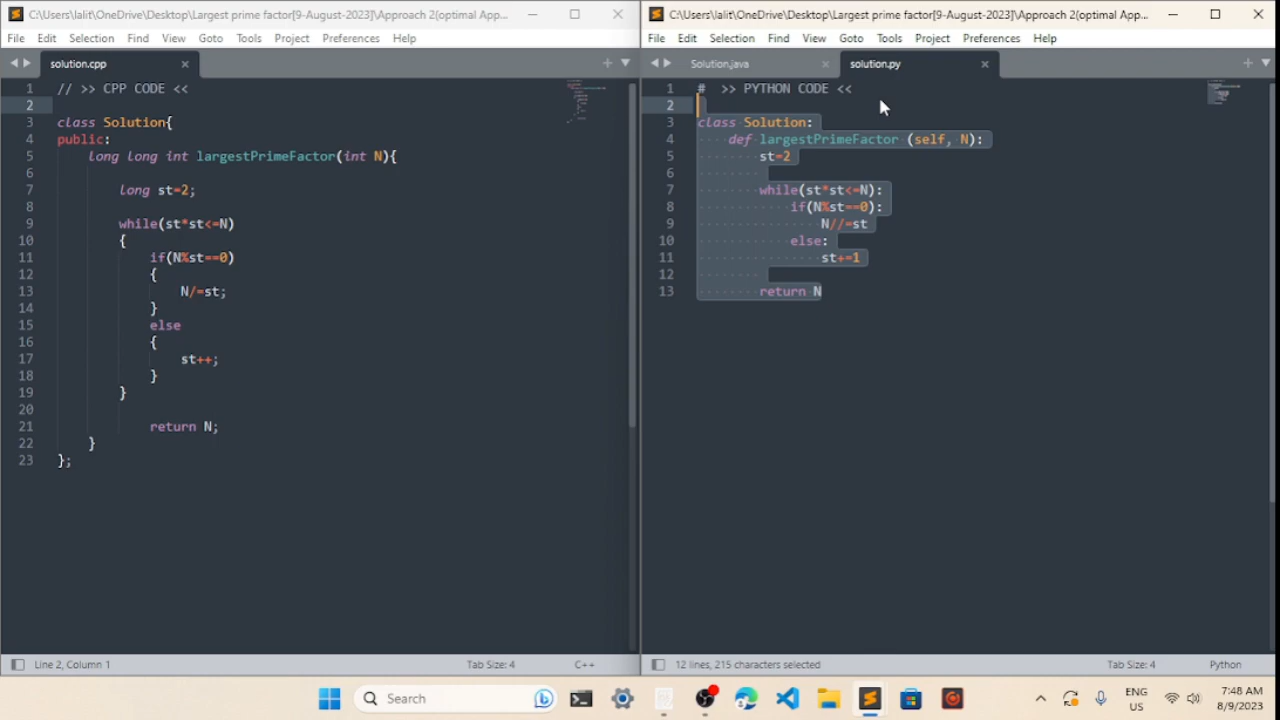 C:\Users\lalit\OneDrive\Desktop\Largest prime factor[9-August-2023]\Approach 2(optimal App...
File Edit Selection Find View Goto Tools Project Preferences Help
solution.cpp
1 // >> CPP CODE <<
2
3 class Solution{
4 public:
5 long long int largestPrimeFactor(int N){
6
7 long st=2;
8
9 while(st*st<=N)
10 {
11 if(N%st==0)
12 {
13 N/=st;
14 }
15 else
16 {
17 st++;
18 }
19 }
20
21 return N;
22 }
23 };
Line 2, Column 1 Tab Size: 4 C++
C:\Users\lalit\OneDrive\Desktop\Largest prime factor[9-August-2023]\Approach 2(optimal App...
File Edit Selection Find View Goto Tools Project Preferences Help
Solution.java solution.py
1 # >> PYTHON CODE <<
2
3 class Solution:
4 def largestPrimeFactor (self, N):
5 st=2
6
7 while(st*st<=N):
8 if(N%st==0):
9 N//=st
10 else:
11 st+=1
12
13 return N
12 lines, 215 characters selected Tab Size: 4 Python
Search
ENG
US
7:48 AM
8/9/2023